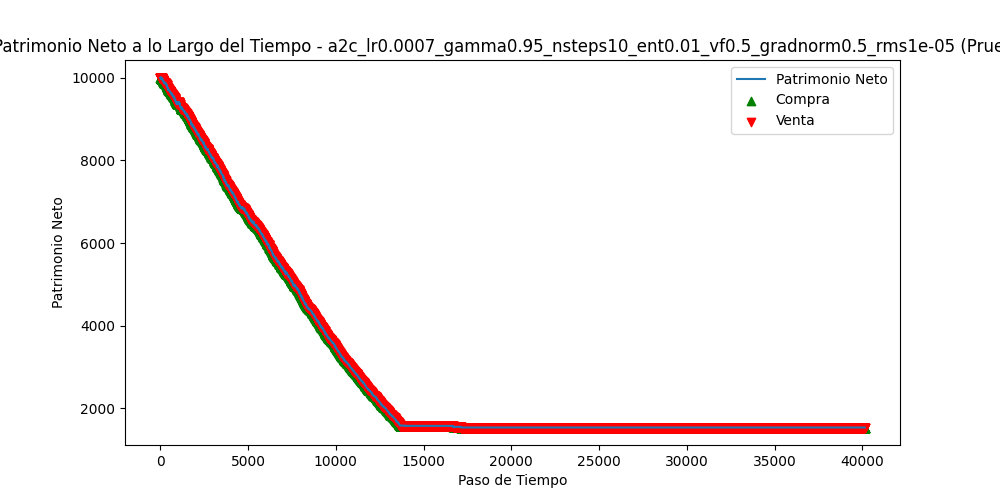 Patrimonio Neto a lo Largo del Tiempo - a2c_lr0.0007_gamma0.95_nsteps10_ent0.01_vf0.5_gradnorm0.5_rms1e-05 (Prue
Patrimonio Neto
Compra
Venta
10000
8000
6000
4000
2000
Patrimonio Neto
0 5000 10000 15000 20000 25000 30000 35000 40000
Paso de Tiempo